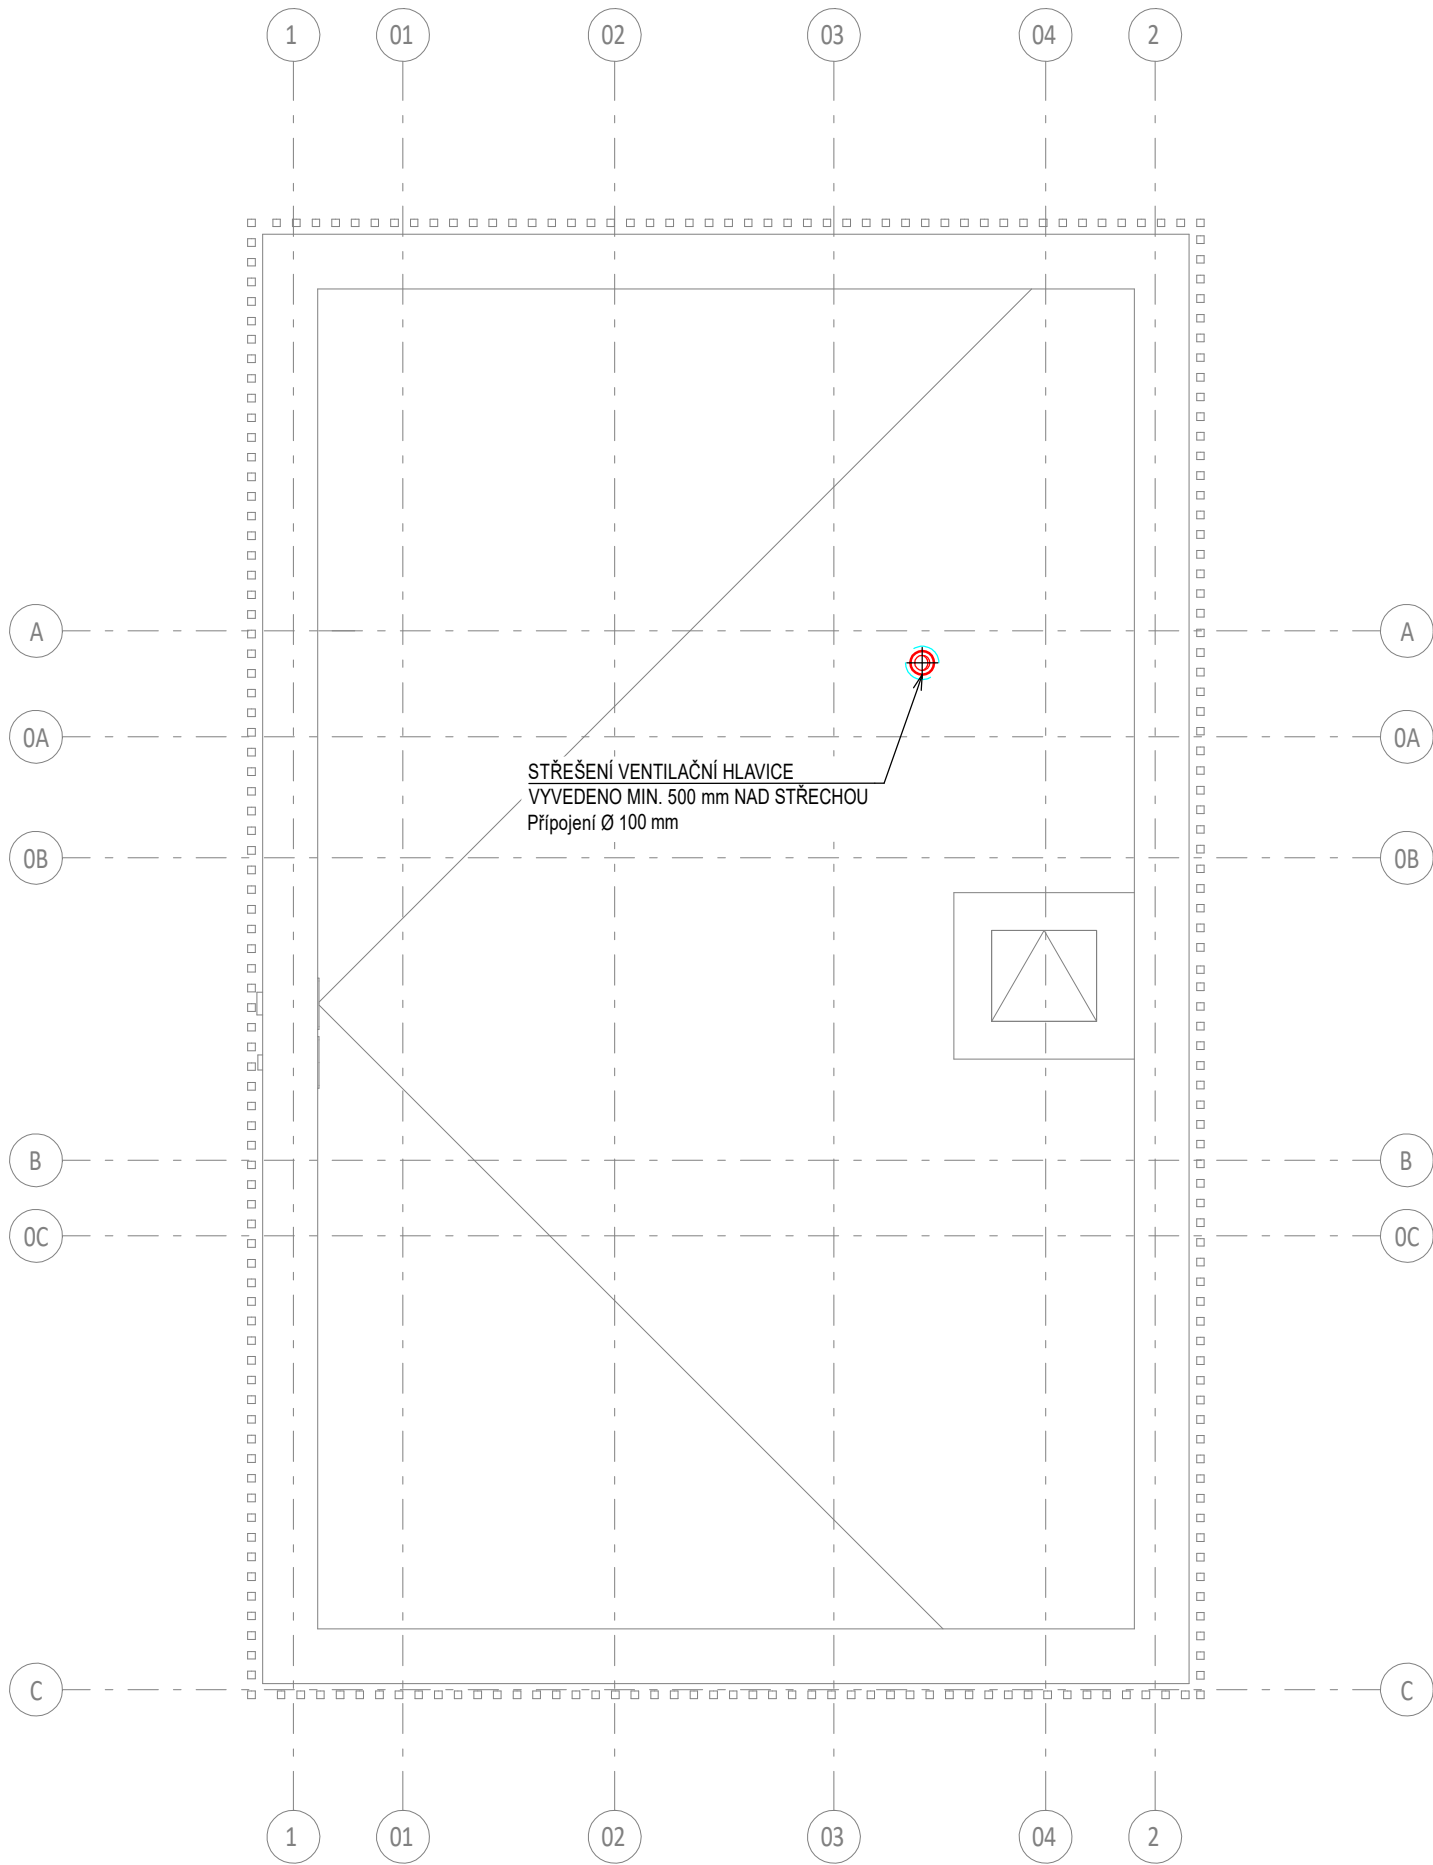 1 01 02 03 04 2
A A
0A 0A
STŘEŠENÍ VENTILAČNÍ HLAVICE
VYVEDENO MIN. 500 mm NAD STŘECHOU
Přípojení Ø 100 mm
0B 0B
B B
0C 0C
C C
1 01 02 03 04 2